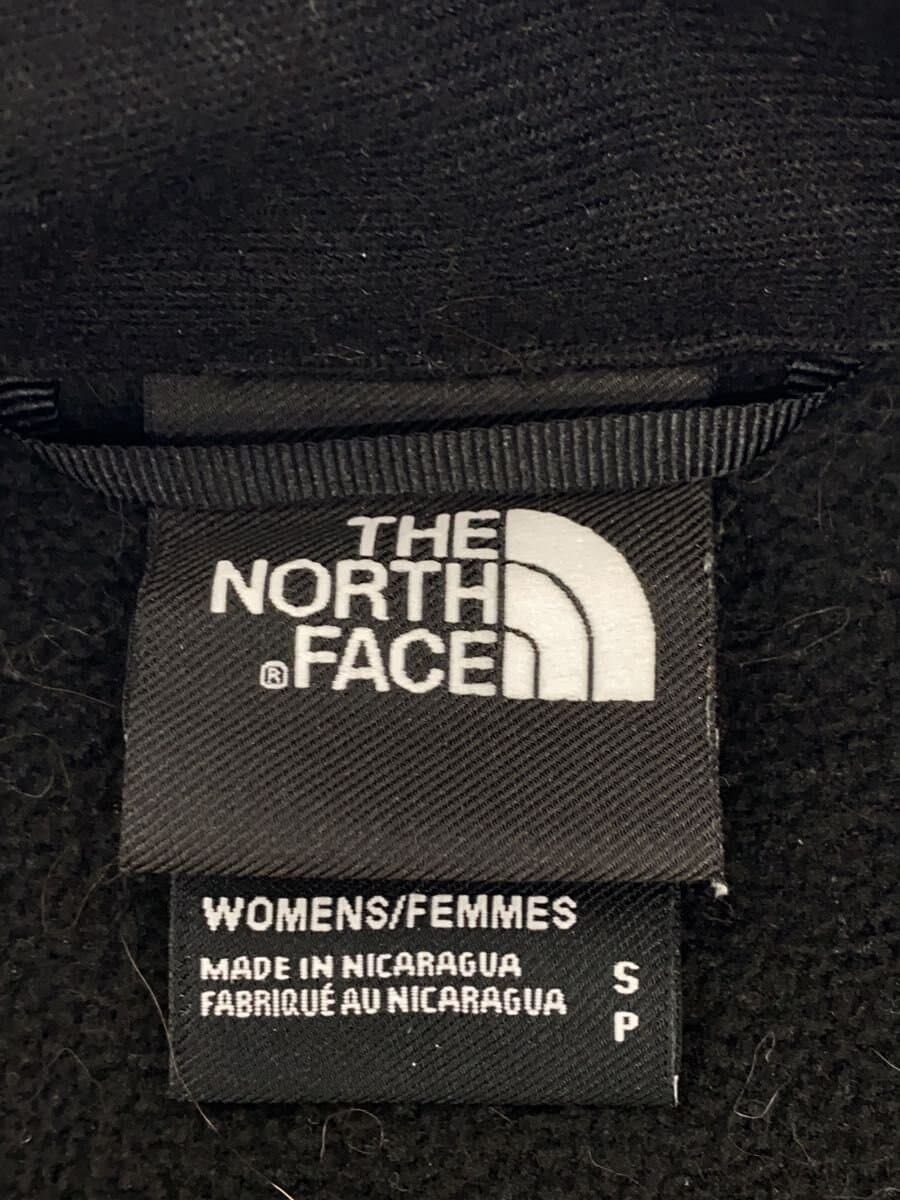 THE
NORTH
® FACE
WOMENS/FEMMES
MADE IN NICARAGUA
FABRIQUÉ AU NICARAGUA
S
P